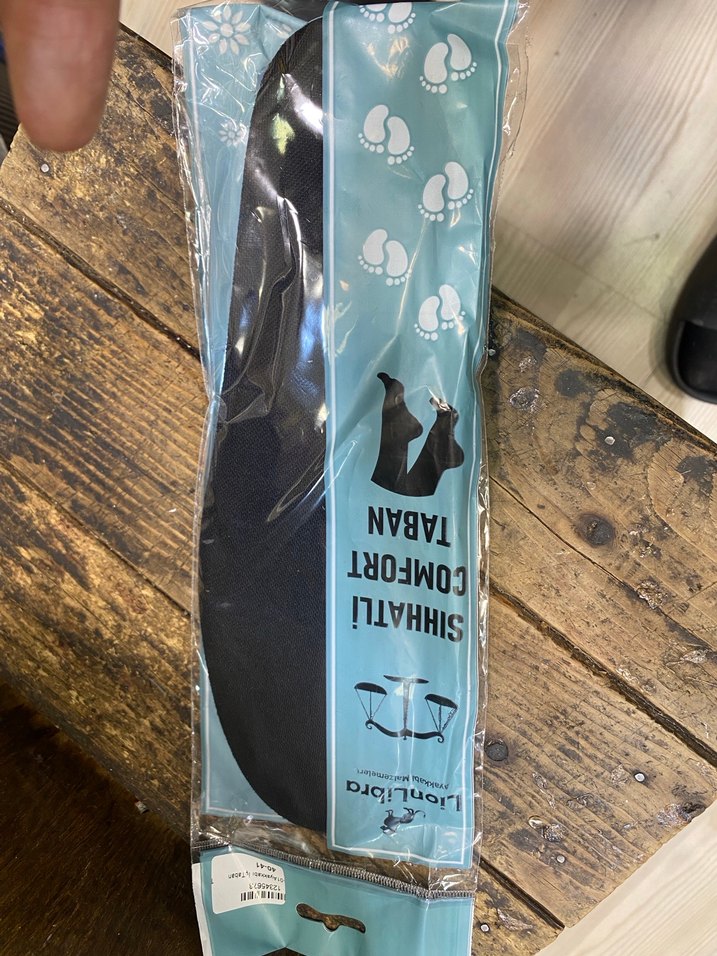 LionLibra
Ayakkabı Malzemeleri
SIHHATLİ
COMFORT
TABAN
40-41